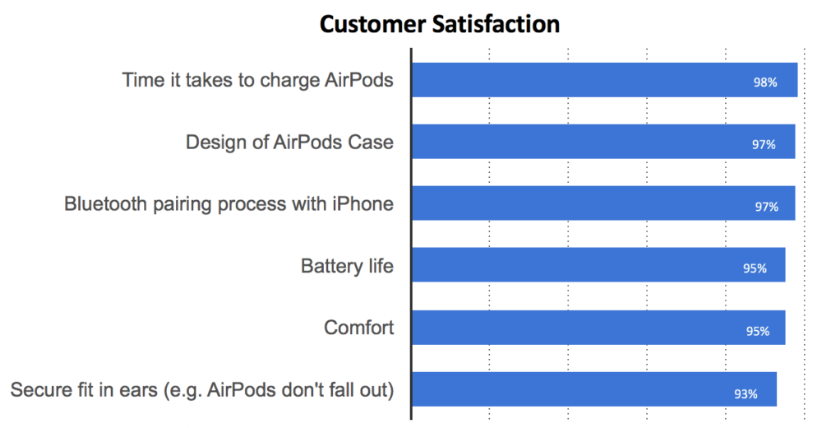 Customer Satisfaction
Time it takes to charge AirPods 98%
Design of AirPods Case 97%
Bluetooth pairing process with iPhone 97%
Battery life 95%
Comfort 95%
Secure fit in ears (e.g. AirPods don't fall out) 93%